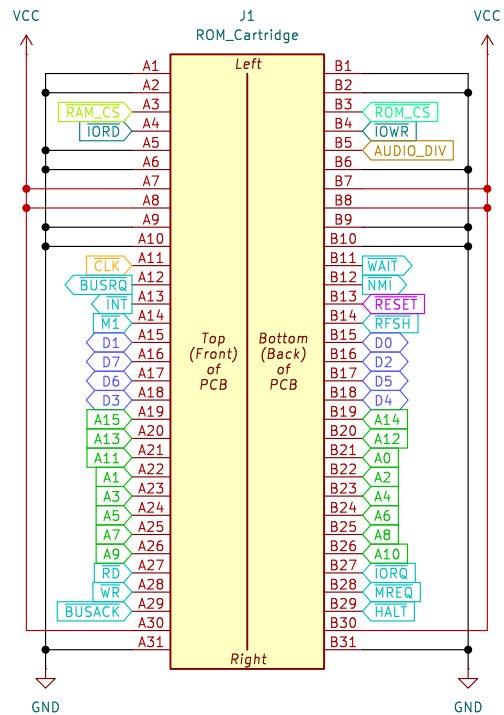 J1
ROM_Cartridge
VCC VCC
Left
A1 B1
A2 B2
RAM_CS A3 B3 ROM_CS
IORD A4 B4 IOWR
A5 B5 AUDIO_DIV
A6 B6
A7 B7
A8 B8
A9 B9
A10 B10
CLK A11 B11 WAIT
BUSRQ A12 B12 NMI
INT A13 B13 RESET
M1 A14 B14 RFSH
D1 A15 B15 D0
D7 A16 B16 D2
D6 A17 B17 D5
D3 A18 B18 D4
A15 A19 B19 A14
A13 A20 B20 A12
A11 A21 B21 A0
A1 A22 B22 A2
A3 A23 B23 A4
A5 A24 B24 A6
A7 A25 B25 A8
A9 A26 B26 A10
RD A27 B27 IORQ
WR A28 B28 MREQ
BUSACK A29 B29 HALT
A30 B30
A31 B31
Top
(Front)
of
PCB
Bottom
(Back)
of
PCB
Right
GND GND